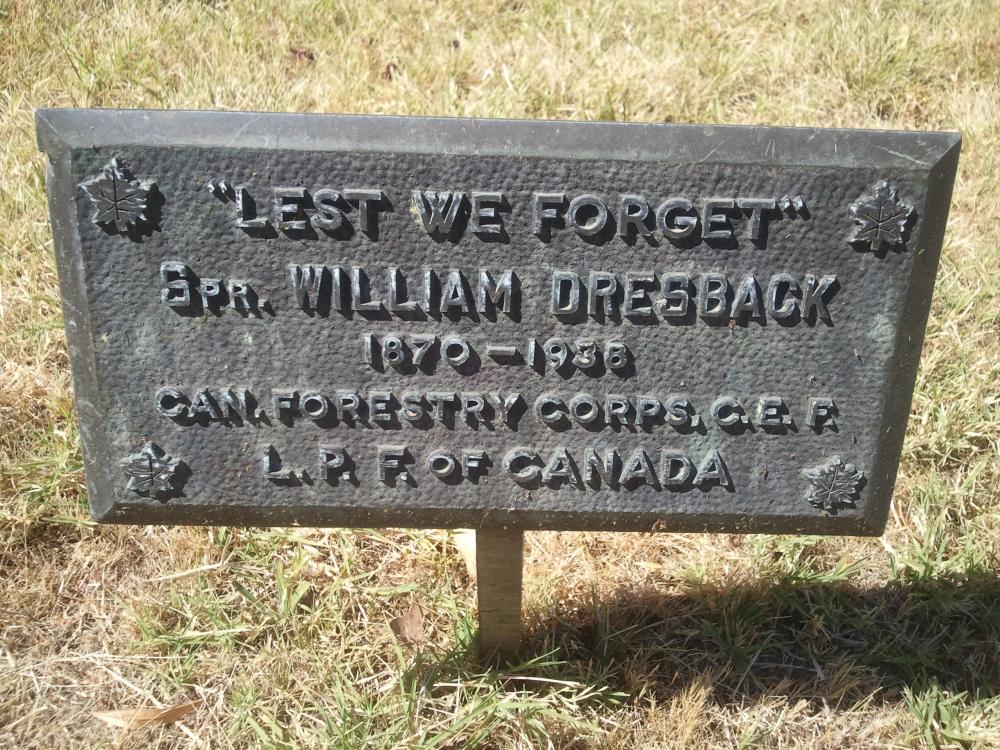 "LEST WE FORGET"
SPR. WILLIAM DRESBACK
1870-1938
CAN. FORESTRY CORPS. C.E.F.
L.P.F. OF CANADA